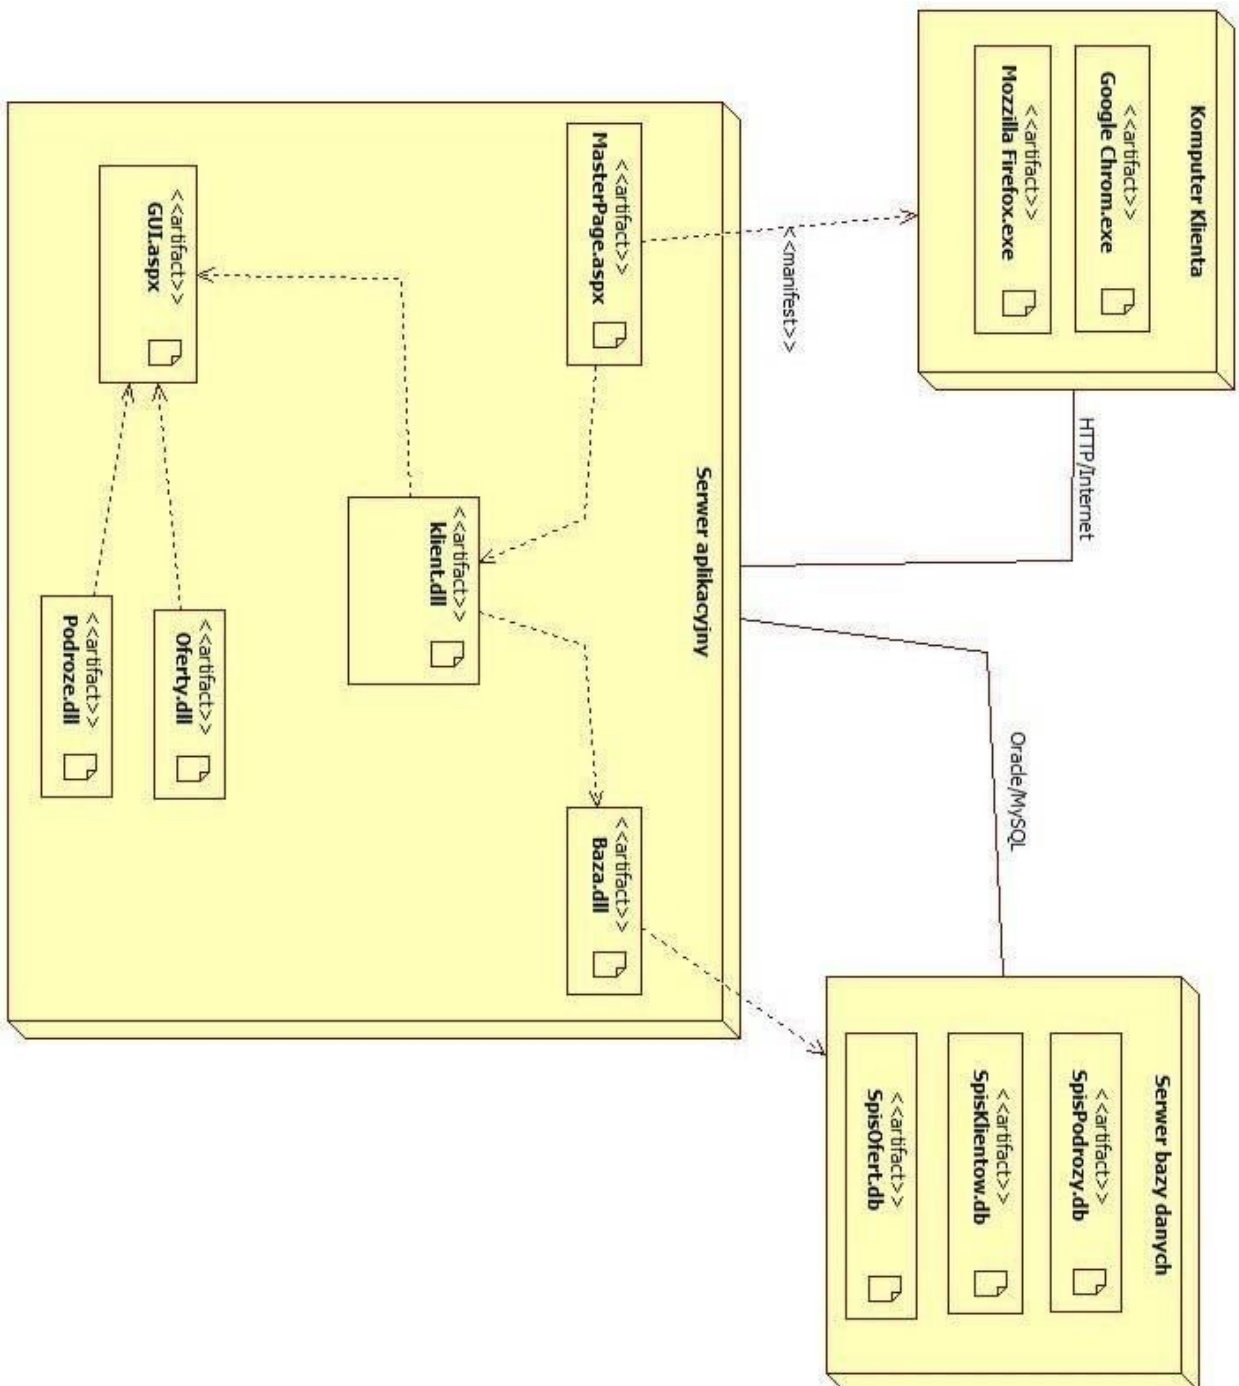 Komputer Klienta
<<artifact>>
Google Chrom.exe
<<artifact>>
Mozzilla Firefox.exe
HTTP/Internet
<<manifest>>
Oracle/MySQL
Serwer bazy danych
<<artifact>>
SpisPodrozy.db
<<artifact>>
SpisKlientow.db
<<artifact>>
SpisOfert.db
Serwer aplikacyjny
<<artifact>>
MasterPage.aspx
<<artifact>>
Baza.dll
<<artifact>>
klient.dll
<<artifact>>
GUI.aspx
<<artifact>>
Oferty.dll
<<artifact>>
Podroze.dll